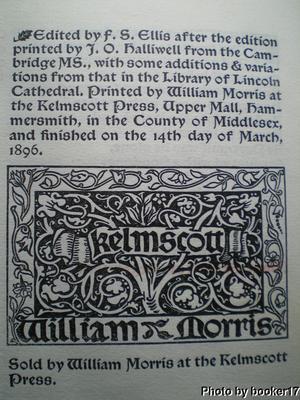 Edited by F. S. Ellis after the edition
printed by J. O. Halliwell from the Cam-
bridge MS., with some additions & varia-
tions from that in the Library of Lincoln
Cathedral. Printed by William Morris at
the Kelmscott Press, Upper Mall, Ham-
mersmith, in the County of Middlesex,
and finished on the 14th day of March,
1896.
Kelmscott
William Morris
Sold by William Morris at the Kelmscott
Press.
Photo by booker17